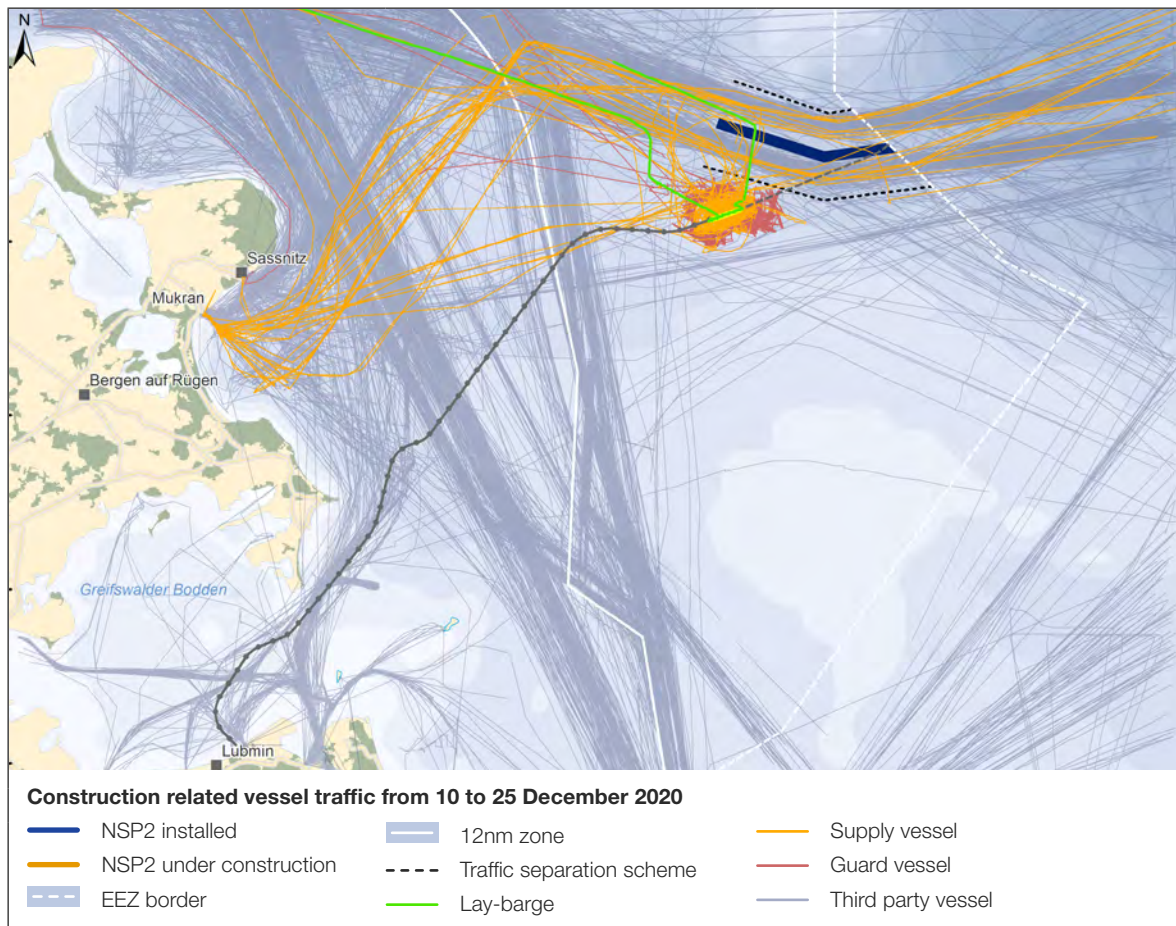 N
Sassnitz
Mukran
Bergen auf Rügen
Greifswalder Bodden
Lubmin
Construction related vessel traffic from 10 to 25 December 2020
NSP2 installed
NSP2 under construction
EEZ border
12nm zone
Traffic separation scheme
Lay-barge
Supply vessel
Guard vessel
Third party vessel